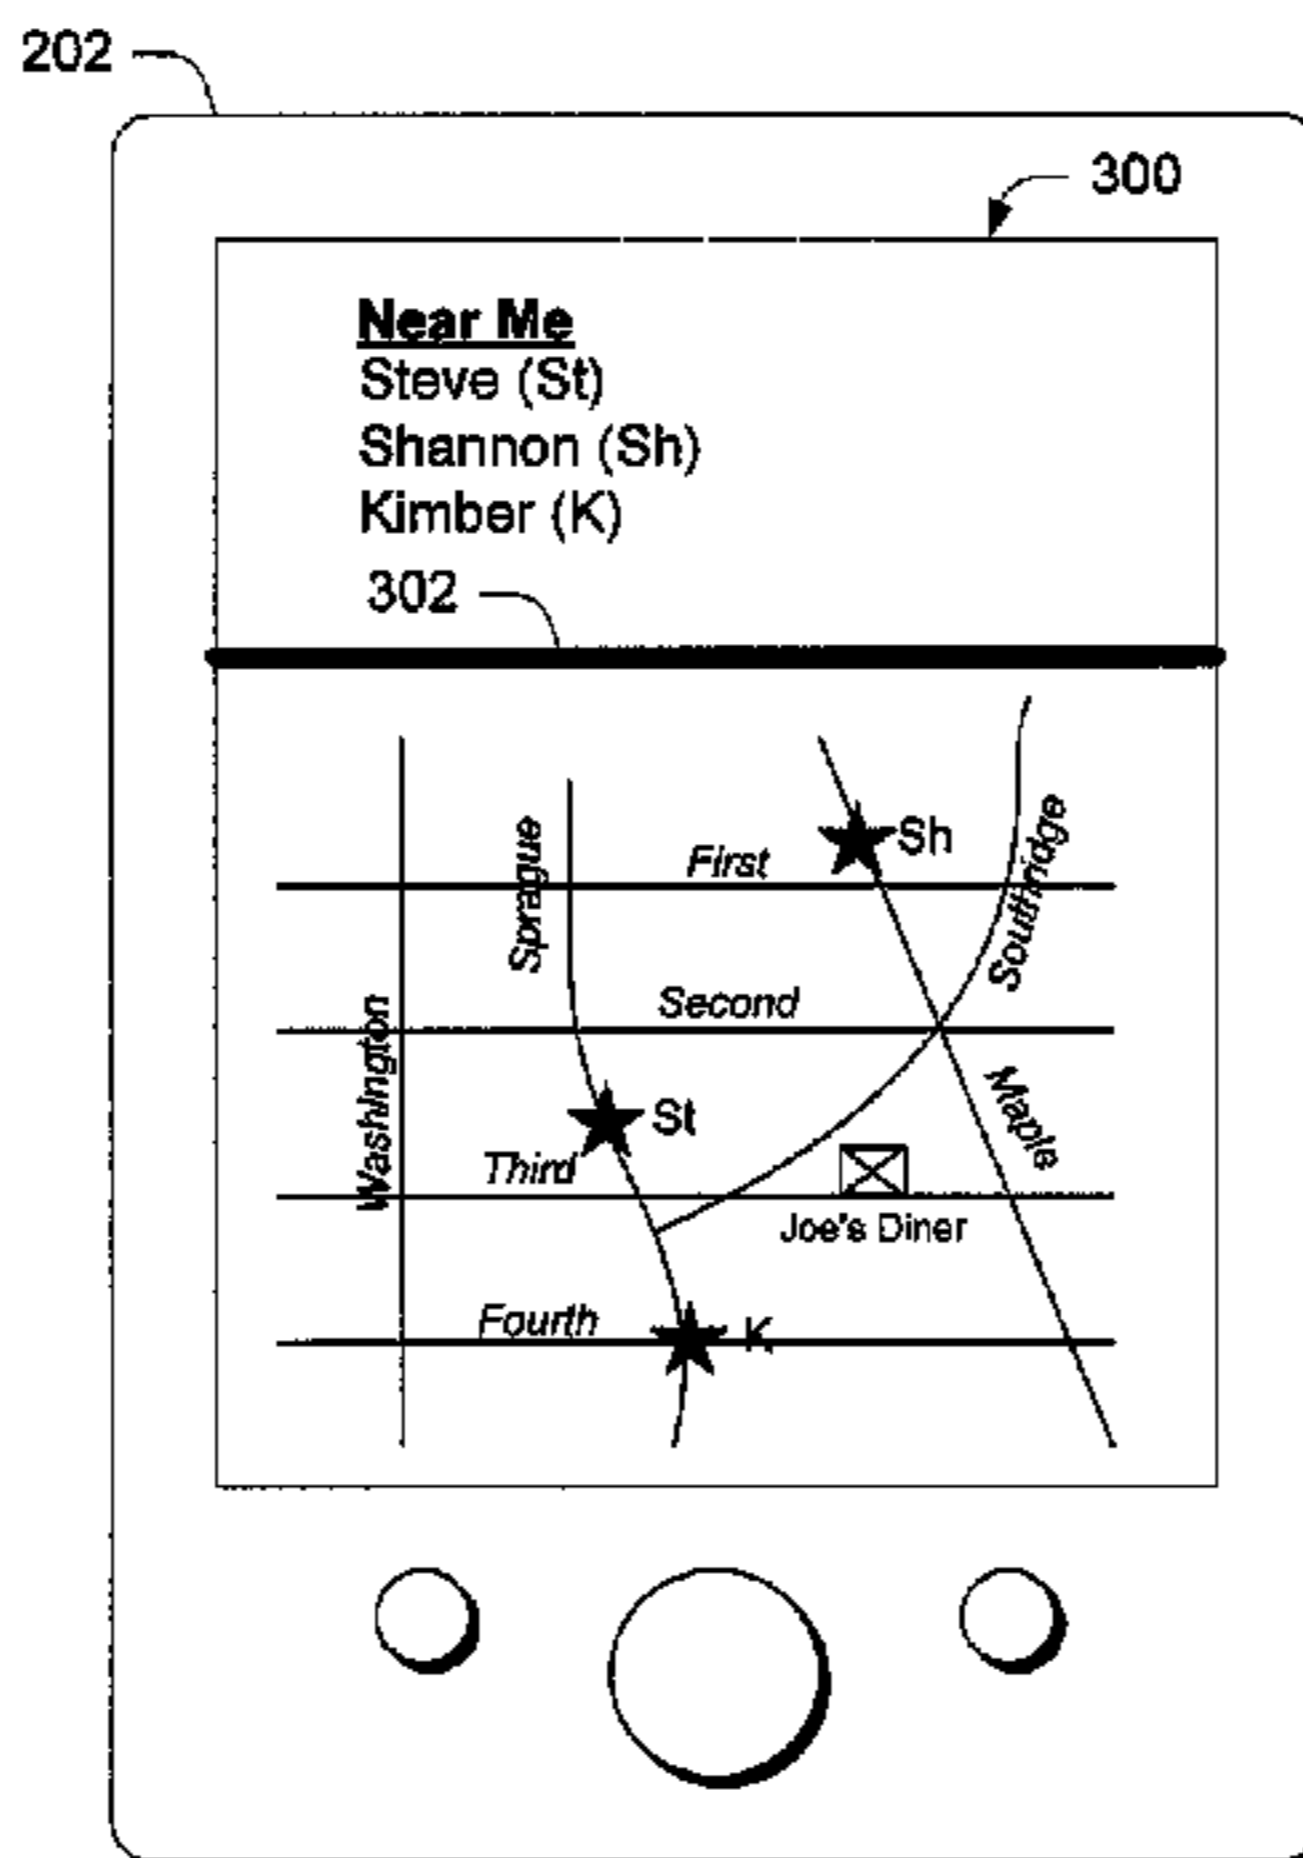 202
300
Near Me
Steve (St)
Shannon (Sh)
Kimber (K)
302
Sh
First
Sprague
Southridge
Second
Washington
Maple
St
Third
Joe's Diner
Fourth
K